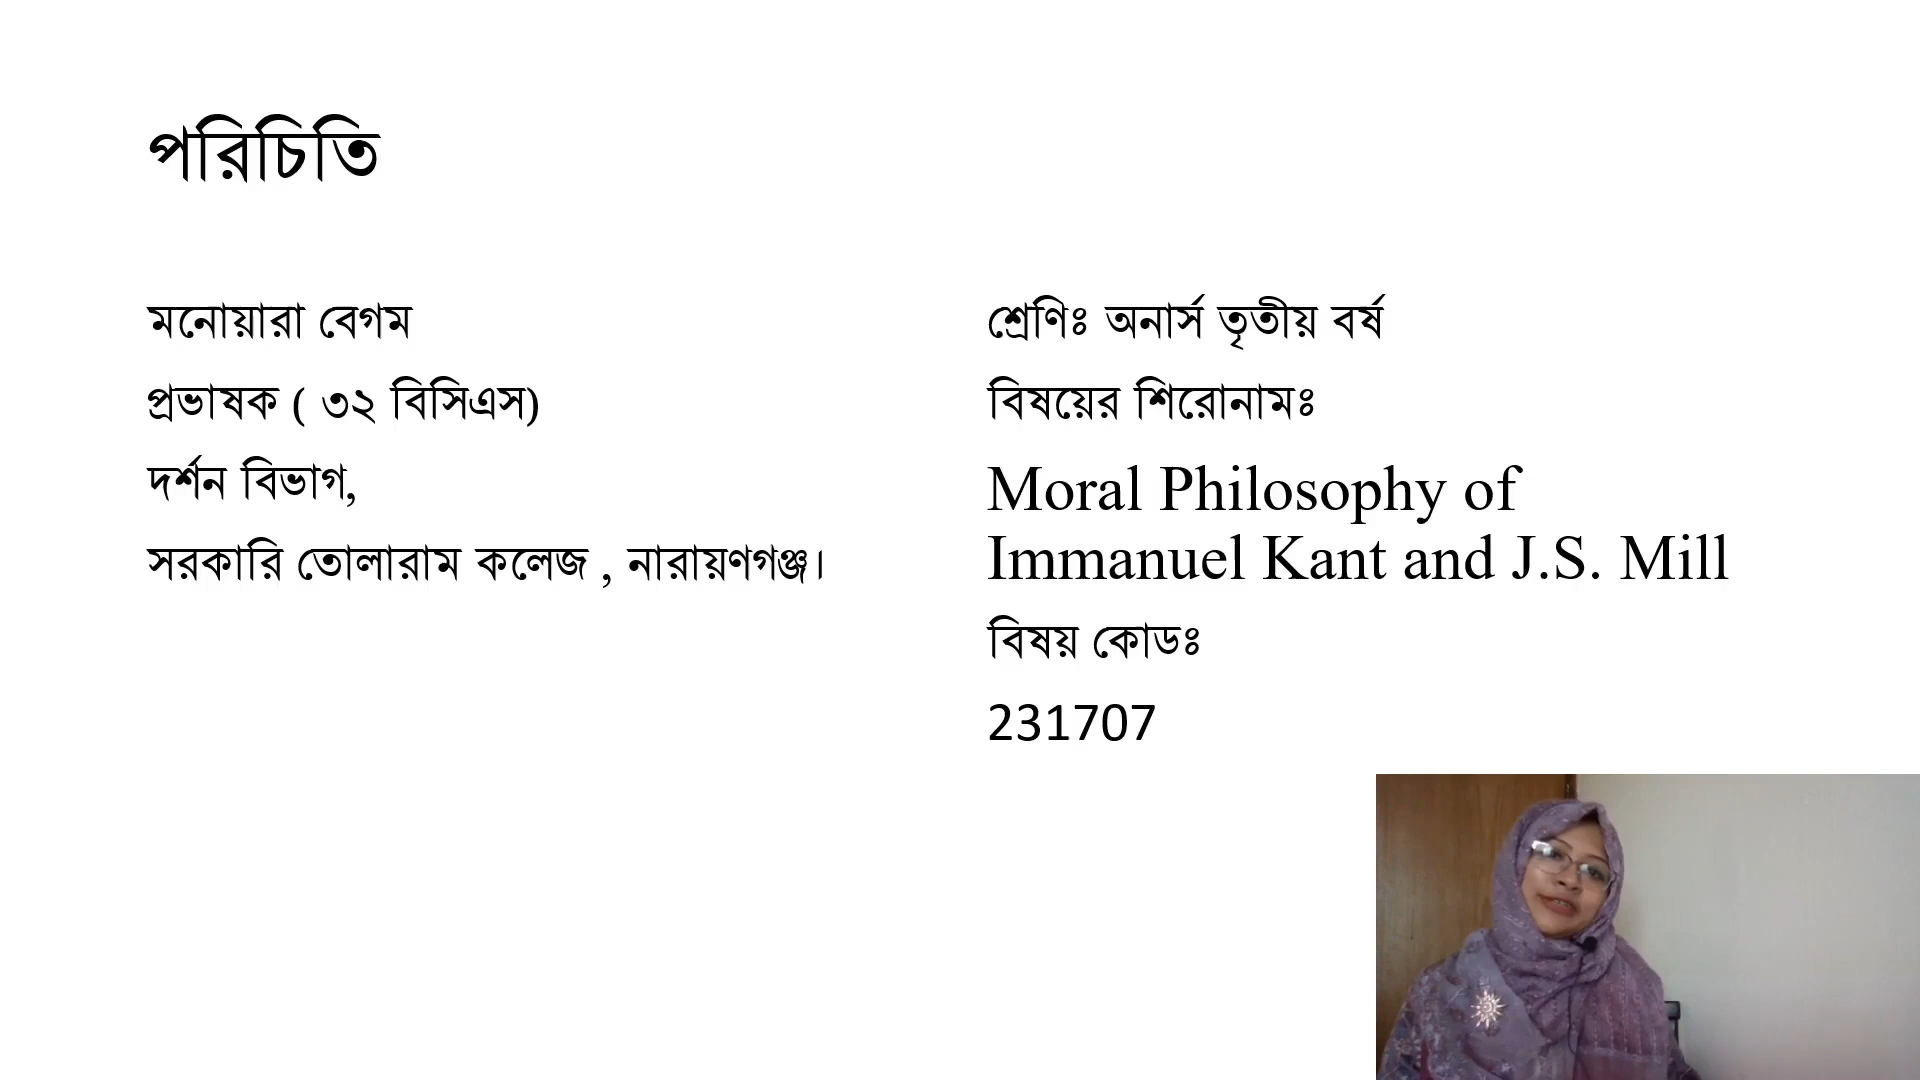 পরিচিতি
মনোয়ারা বেগম
প্রভাষক ( ৩২ বিসিএস)
দর্শন বিভাগ,
সরকারি তোলারাম কলেজ , নারায়ণগঞ্জ।
শ্রেণিঃ অনার্স তৃতীয় বর্ষ
বিষয়ের শিরোনামঃ
Moral Philosophy of
Immanuel Kant and J.S. Mill
বিষয় কোডঃ
231707